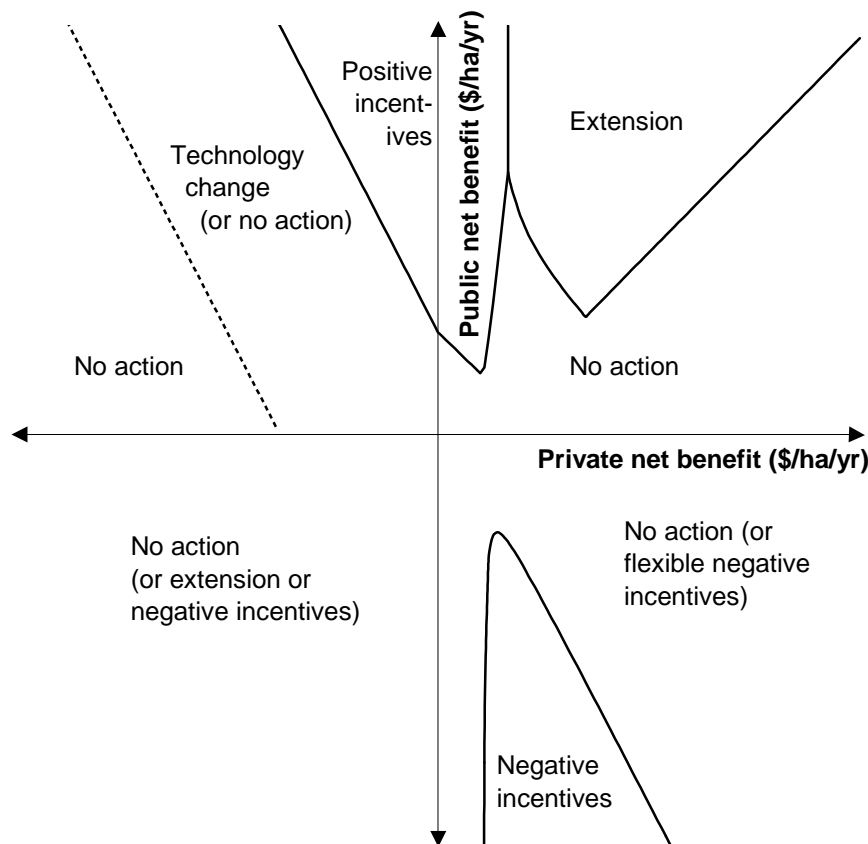 Positive
incent-
ives
Public net benefit ($/ha/yr)
Extension
Technology
change
(or no action)
No action
No action
Private net benefit ($/ha/yr)
No action
(or extension or
negative incentives)
No action (or
flexible negative
incentives)
Negative
incentives